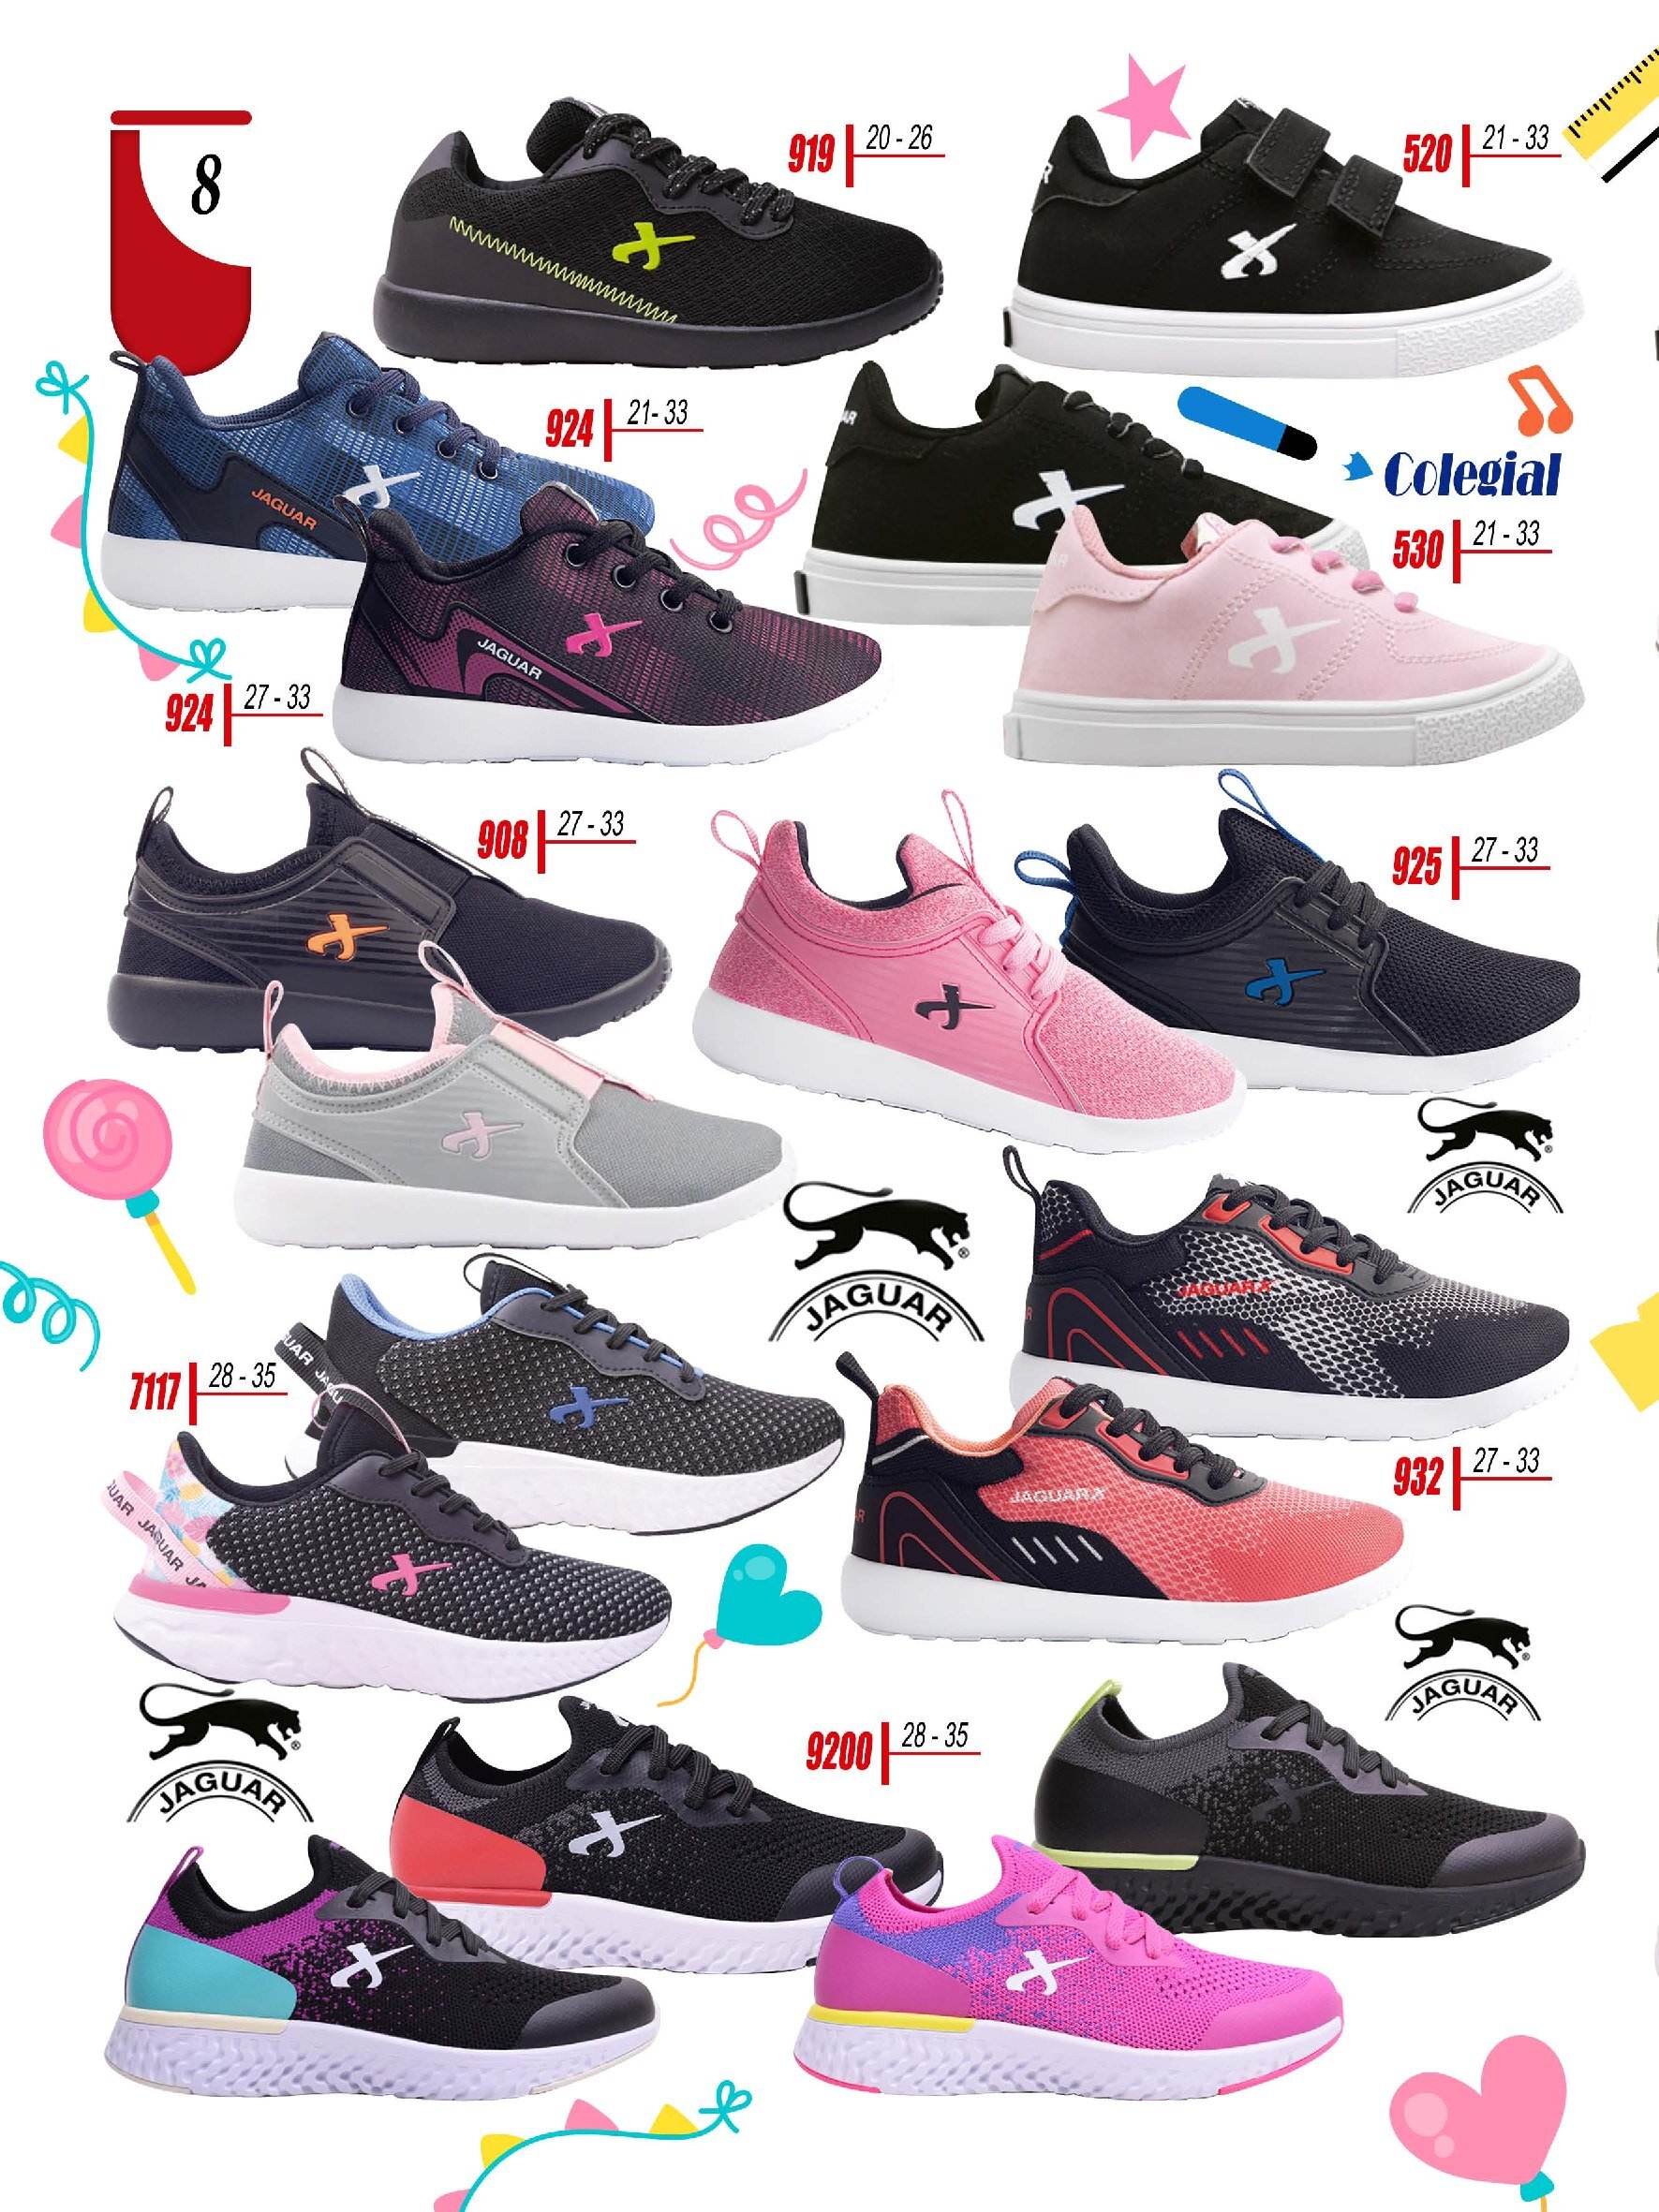 8
919 20 - 26
520 21 - 33
924 21- 33
JAGUAR
Colegial
530 21 - 33
JAGUAR
924 27 - 33
908 27 - 33
925 27 - 33
JAGUAR
JAGUAR
JAGUARX
7117 28 - 35
JAGUARX
932 27 - 33
JAGUAR
JAGUAR
9200 28 - 35
JAGUAR